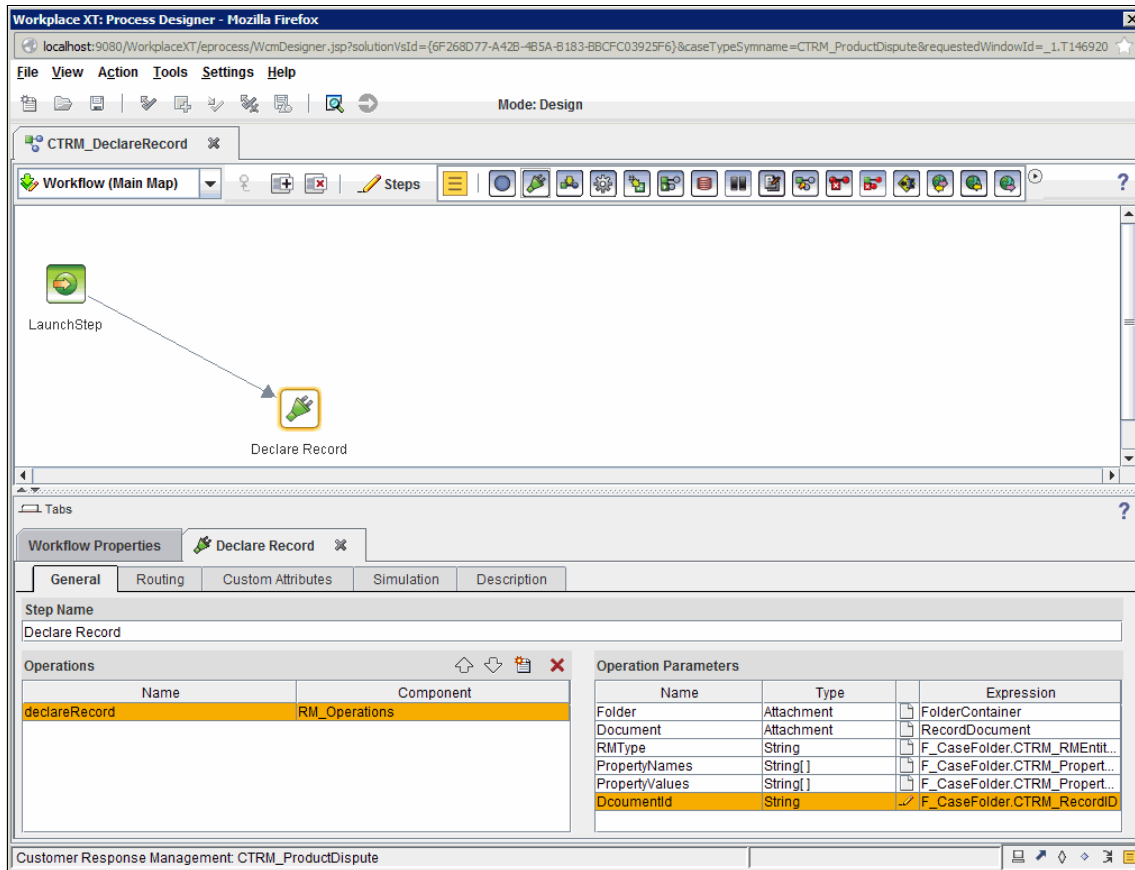 Workplace XT: Process Designer - Mozilla Firefox
localhost:9080/WorkplaceXT/eprocess/WcmDesigner.jsp?solutionVsId={6F268D77-A42B-4B5A-B183-BBCFC03925F6}&caseTypeSymname=CTRM_ProductDispute&requestedWindowId=_1.T146920
File View Action Tools Settings Help
Mode: Design
CTRM_DeclareRecord
Workflow (Main Map) Steps ?
LaunchStep
Declare Record
Tabs ?
Workflow Properties Declare Record
General Routing Custom Attributes Simulation Description
Step Name
Declare Record
Operations Operation Parameters
Name Component Name Type Expression
declareRecord RM_Operations Folder Attachment FolderContainer
Document Attachment RecordDocument
RMType String F_CaseFolder.CTRM_RMEntit...
PropertyNames String[] F_CaseFolder.CTRM_Propert...
PropertyValues String[] F_CaseFolder.CTRM_Propert...
DcoumentId String F_CaseFolder.CTRM_RecordID
Customer Response Management: CTRM_ProductDispute